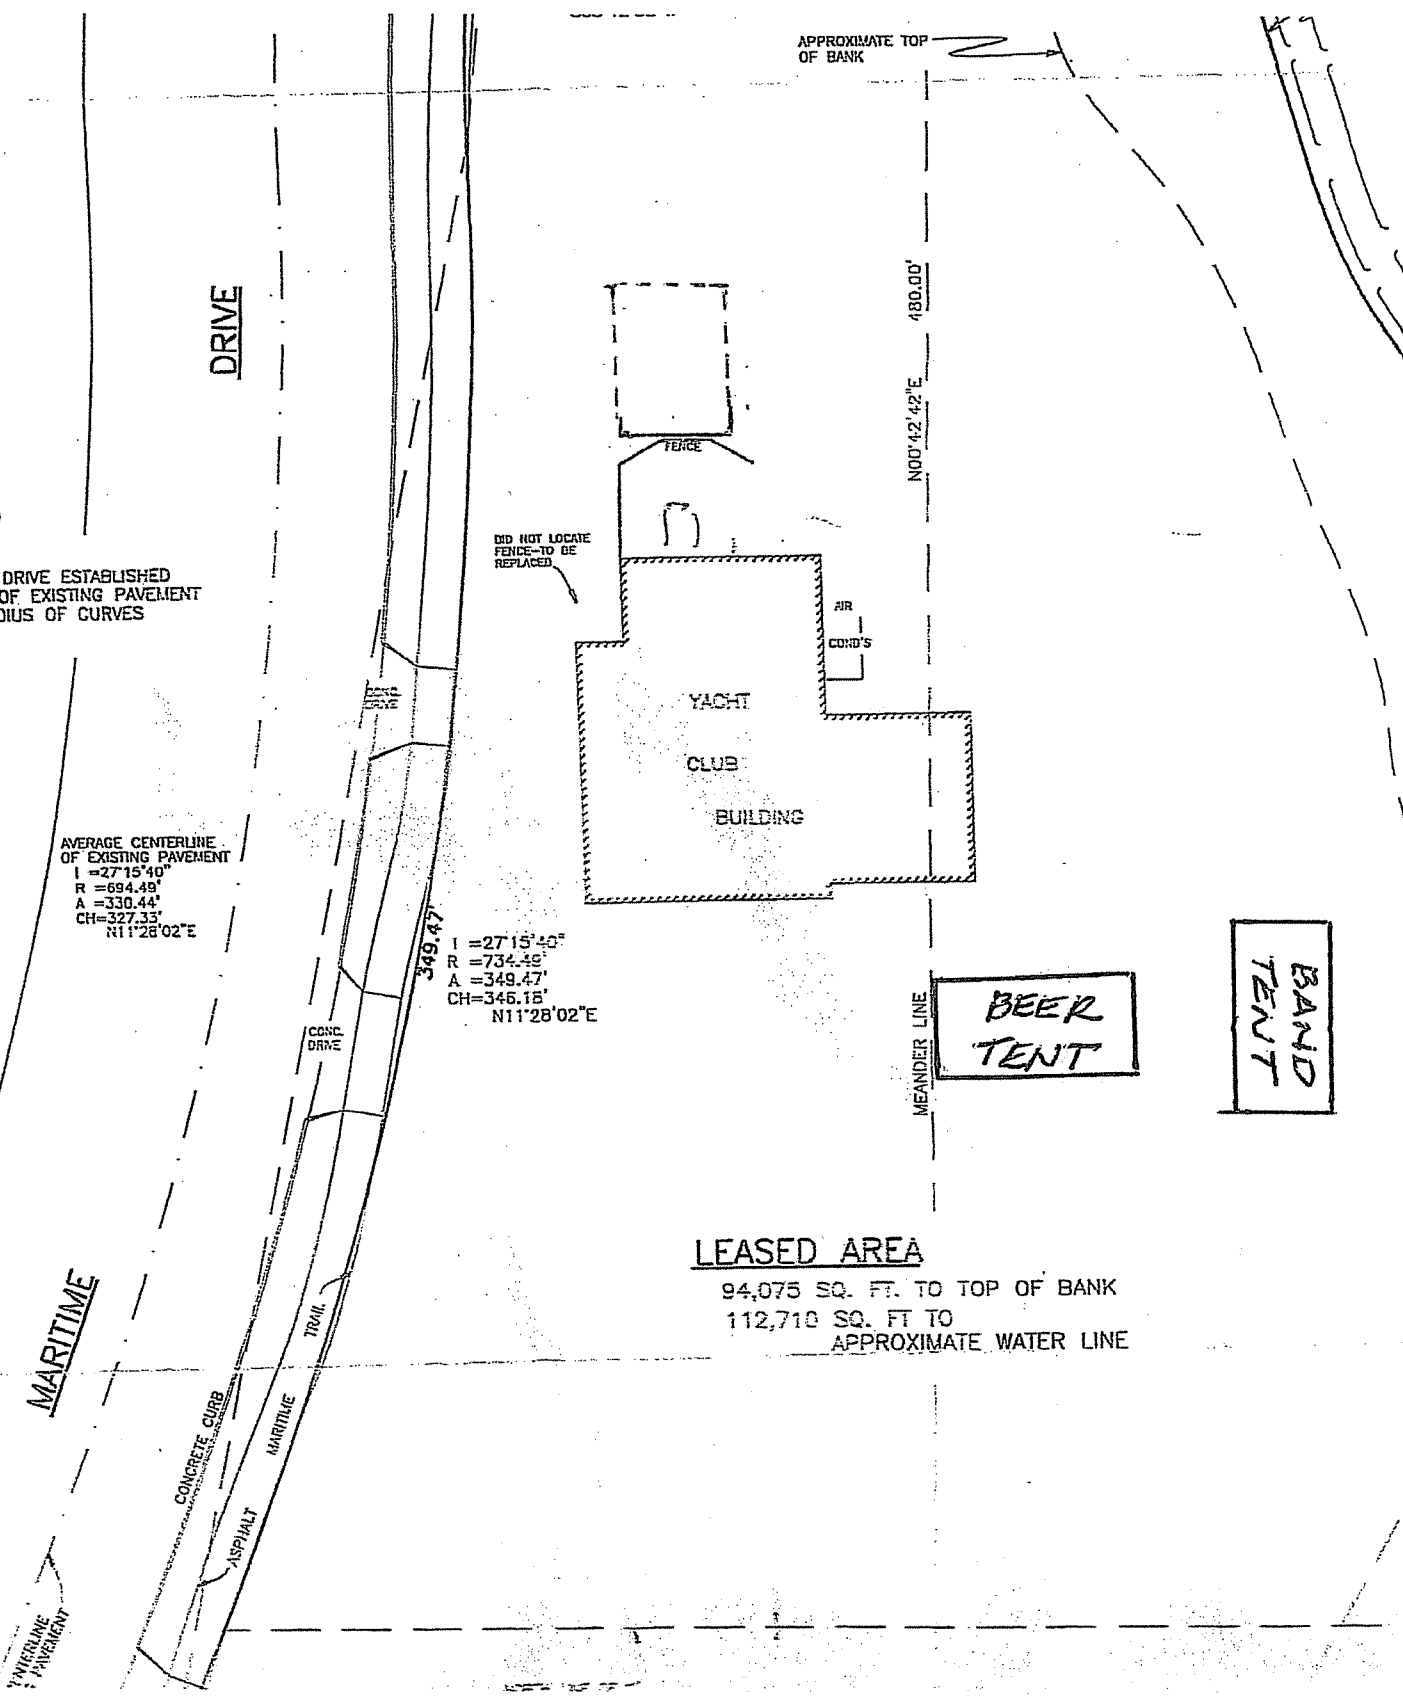 APPROXIMATE TOP
OF BANK
DRIVE
480.00'
N00°42'42"E
FENCE
DID NOT LOCATE
FENCE-TO BE
REPLACED
DRIVE ESTABLISHED
OF EXISTING PAVEMENT
DIUS OF CURVES
AIR
COND'S
CONC.
DRIVE
YACHT
CLUB
BUILDING
AVERAGE CENTERLINE
OF EXISTING PAVEMENT
I =27°15'40"
R =694.49'
A =330.44'
CH=327.33'
N11°28'02"E
349.47'
I =27°15'40"
R =734.49'
A =349.47'
CH=346.18'
N11°28'02"E
CONC.
DRIVE
MEANDER LINE
BEER
TENT
BAND
TENT
LEASED AREA
94,075 SQ. FT. TO TOP OF BANK
112,710 SQ. FT TO
APPROXIMATE WATER LINE
MARITIME
TRAIL
MARITIME
CONCRETE CURB
ASPHALT
ENTERLINE
PAVEMENT